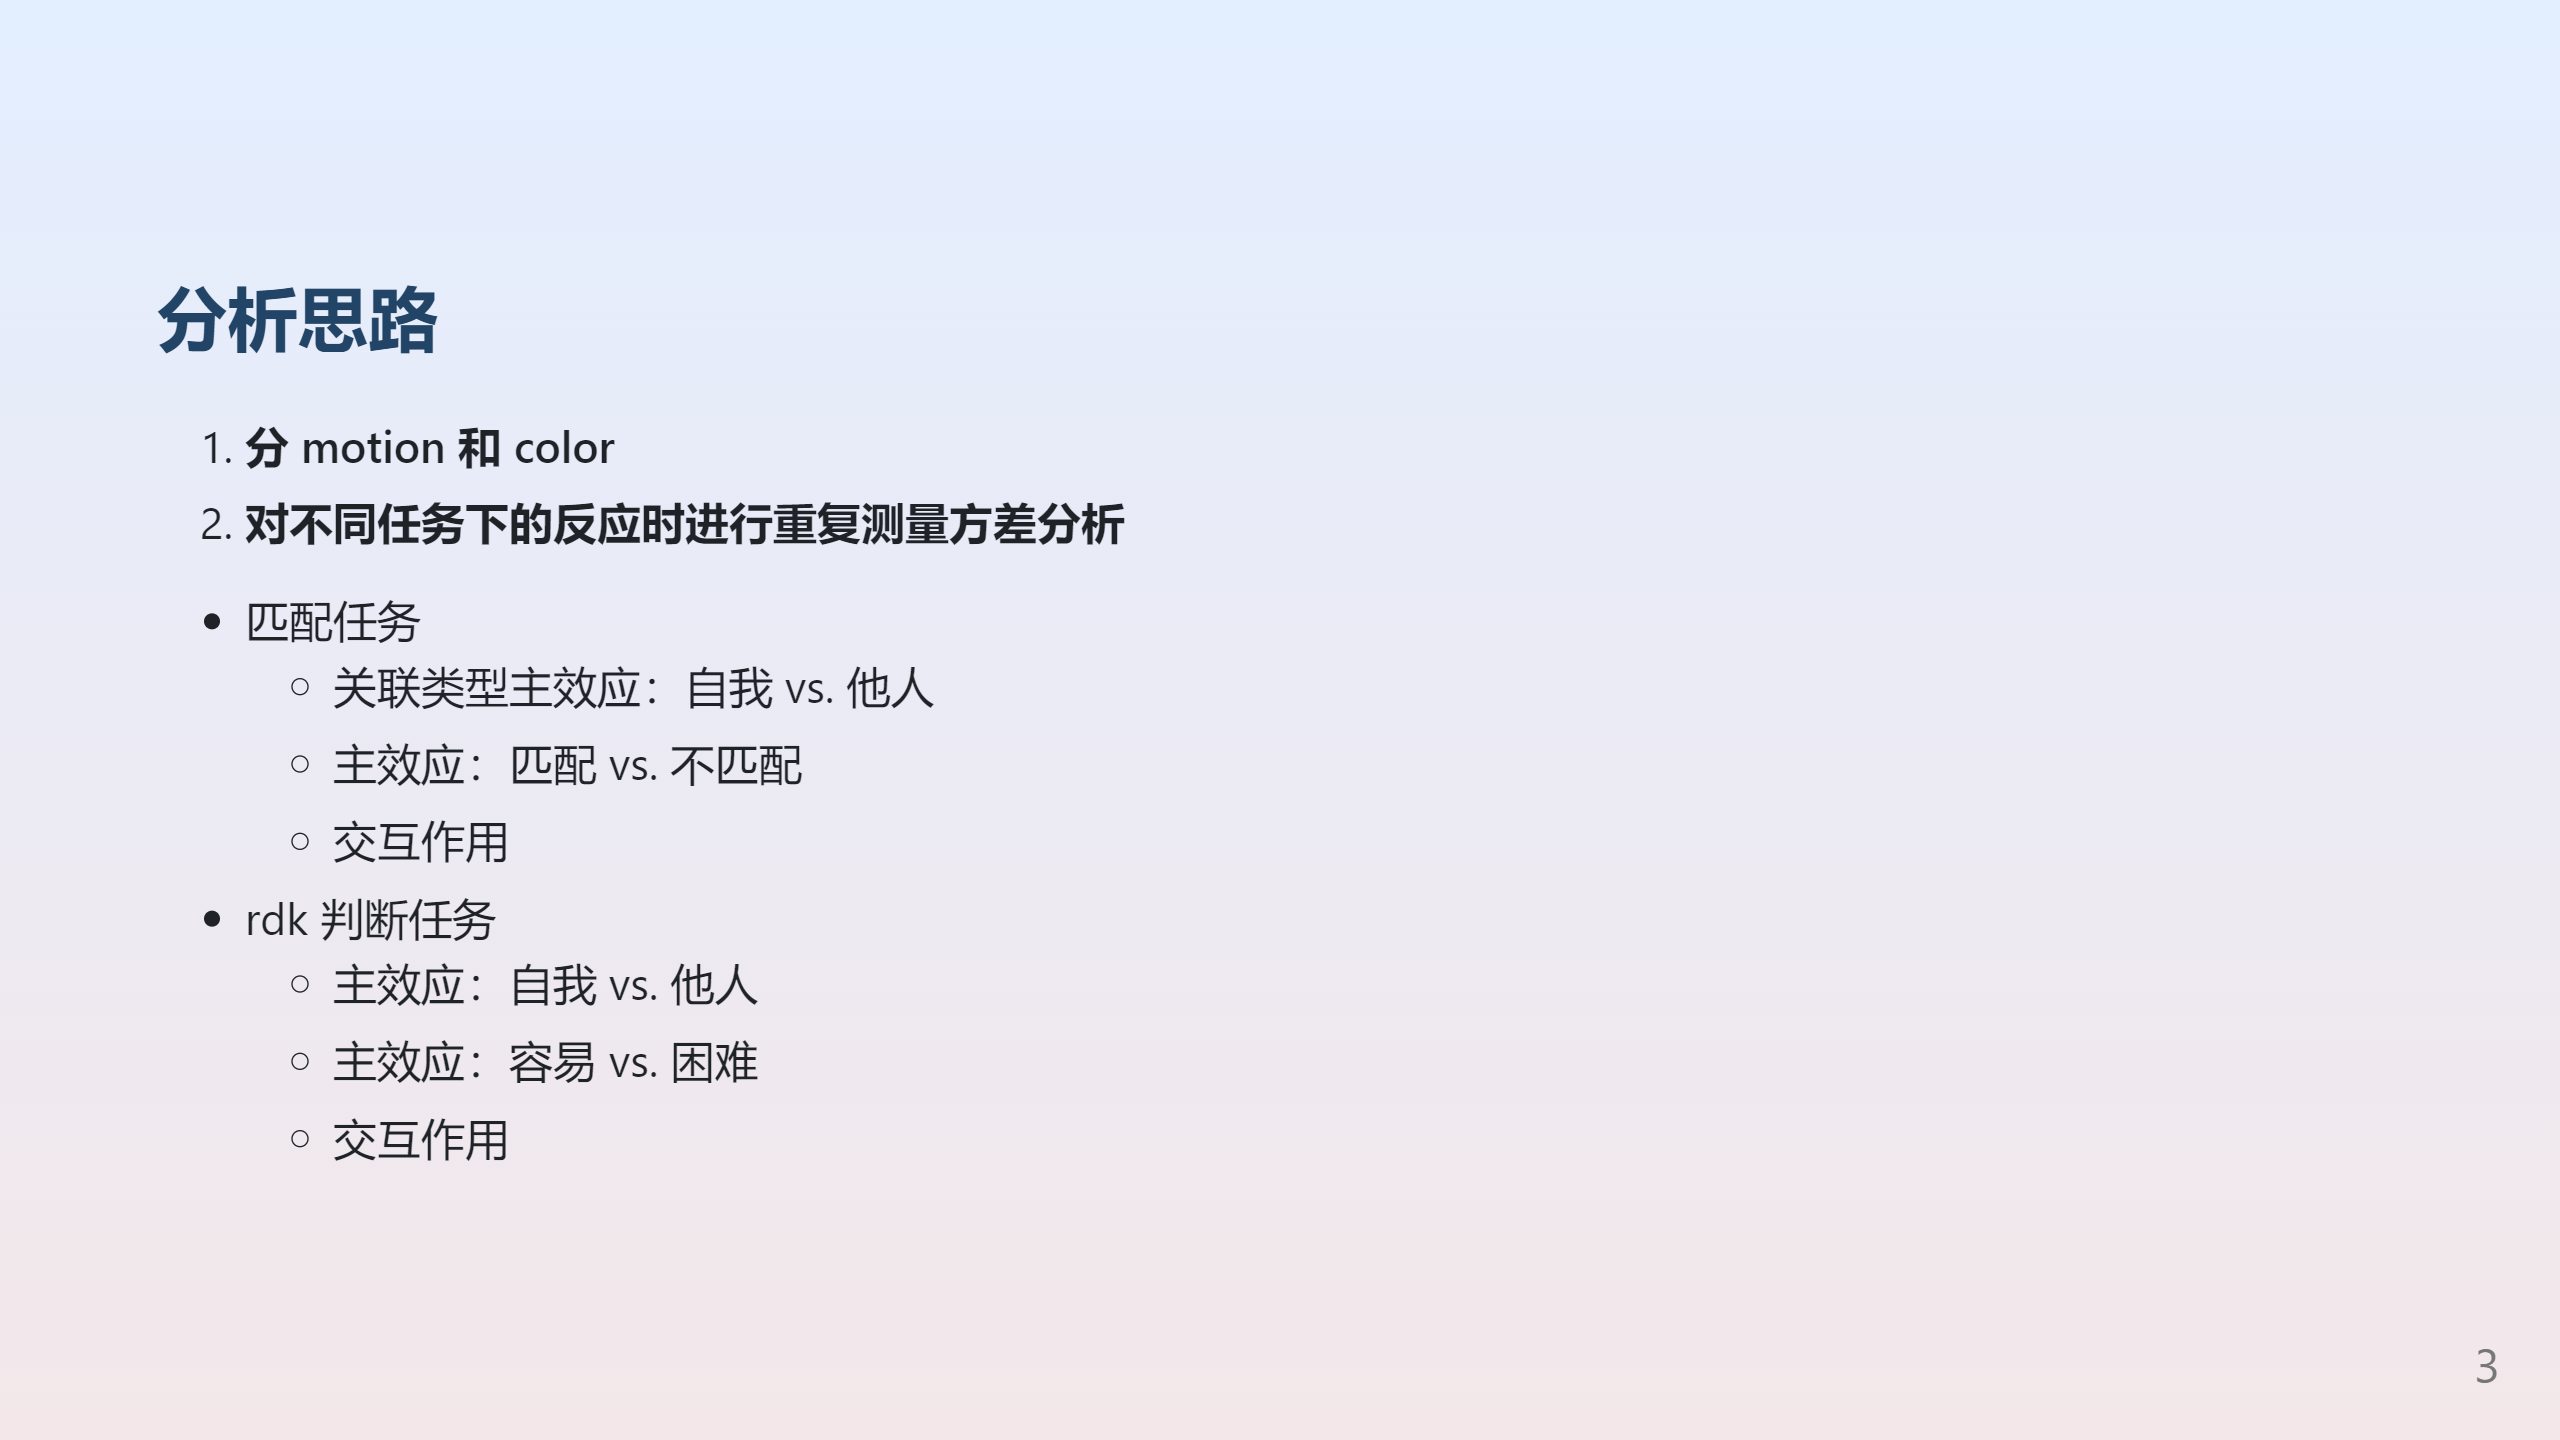 分析思路
1. 分 motion 和 color
2. 对不同任务下的反应时进行重复测量方差分析
• 匹配任务
○ 关联类型主效应：自我 vs. 他人
○ 主效应：匹配 vs. 不匹配
○ 交互作用
• rdk 判断任务
○ 主效应：自我 vs. 他人
○ 主效应：容易 vs. 困难
○ 交互作用
3